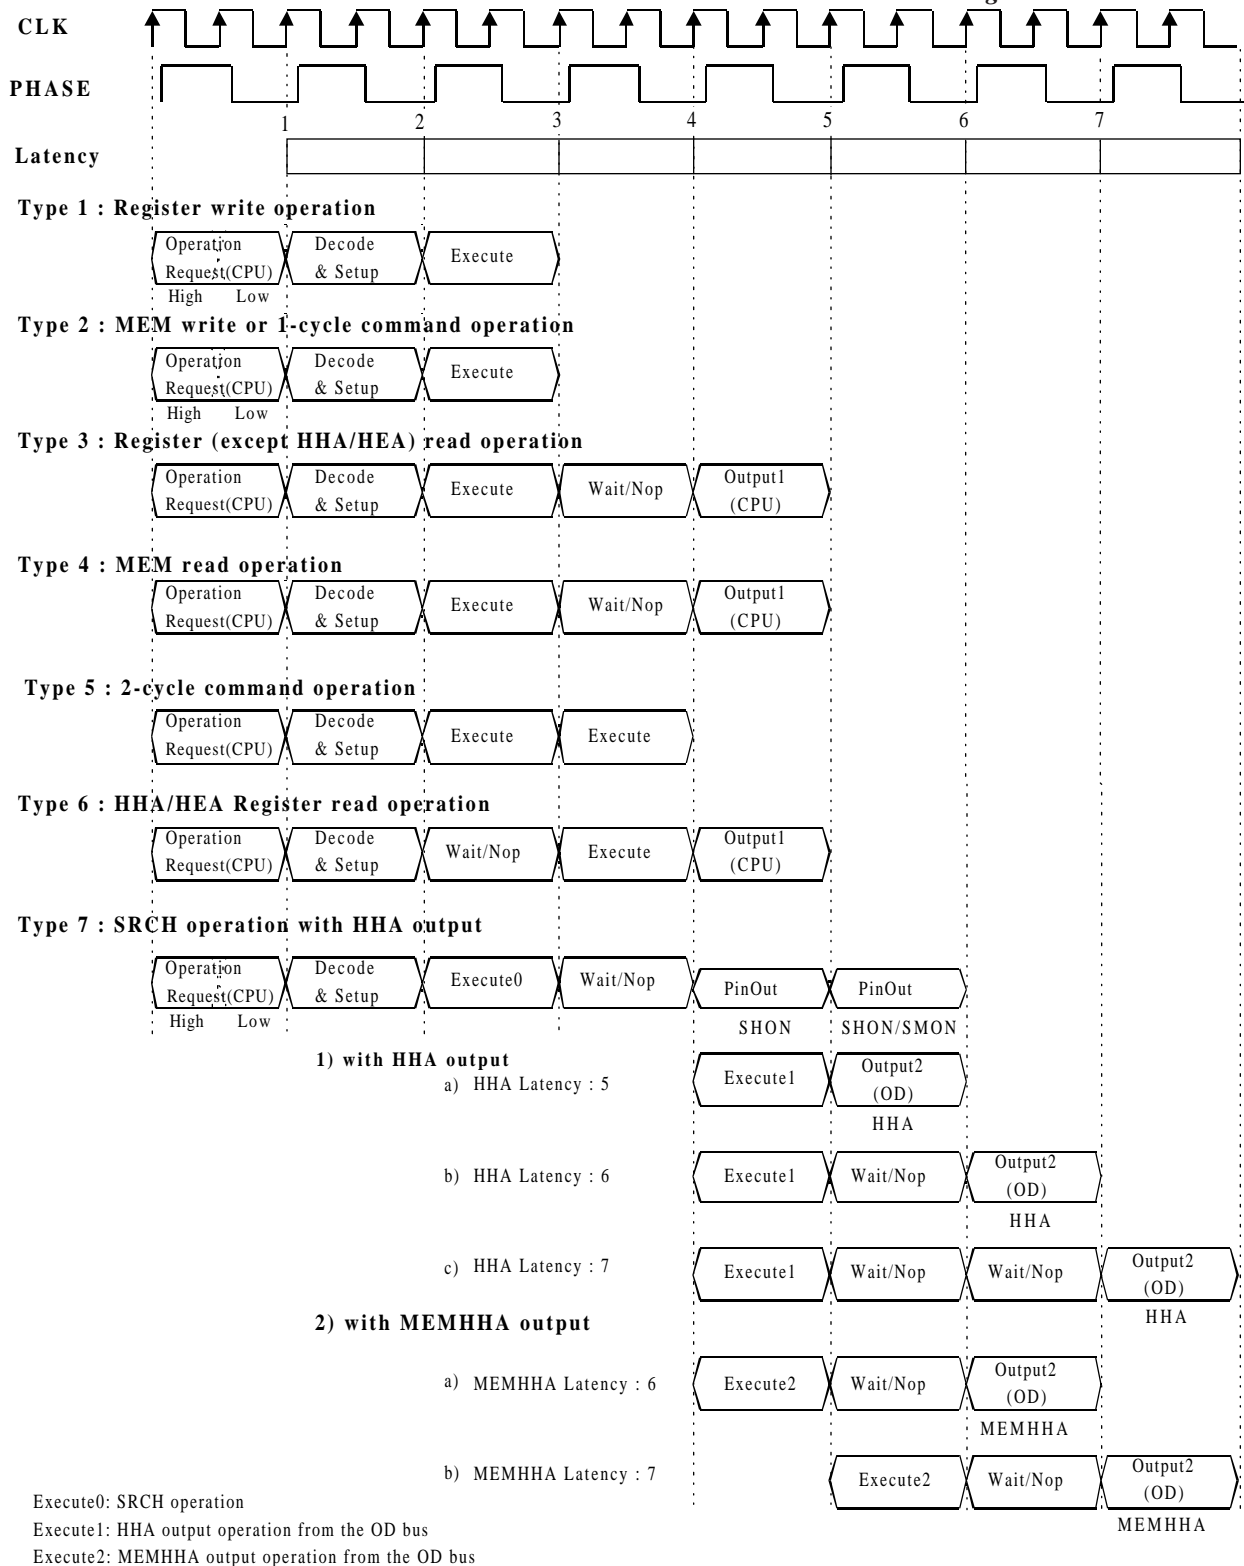 CLK
PHASE
1 2 3 4 5 6 7
Latency
Type 1 : Register write operation
Operation Decode
Request(CPU) & Setup Execute
High Low
Type 2 : MEM write or 1-cycle command operation
Operation Decode
Request(CPU) & Setup Execute
High Low
Type 3 : Register (except HHA/HEA) read operation
Operation Decode Execute Wait/Nop Output1
Request(CPU) & Setup (CPU)
Type 4 : MEM read operation
Operation Decode Execute Wait/Nop Output1
Request(CPU) & Setup (CPU)
Type 5 : 2-cycle command operation
Operation Decode Execute Execute
Request(CPU) & Setup
Type 6 : HHA/HEA Register read operation
Operation Decode Wait/Nop Execute Output1
Request(CPU) & Setup (CPU)
Type 7 : SRCH operation with HHA output
Operation Decode Execute0 Wait/Nop PinOut PinOut
Request(CPU) & Setup
High Low SHON SHON/SMON
1) with HHA output
a) HHA Latency : 5 Execute1 Output2
(OD)
HHA
b) HHA Latency : 6 Execute1 Wait/Nop Output2
(OD)
HHA
c) HHA Latency : 7 Execute1 Wait/Nop Wait/Nop Output2
(OD)
HHA
2) with MEMHHA output
a) MEMHHA Latency : 6 Execute2 Wait/Nop Output2
(OD)
MEMHHA
b) MEMHHA Latency : 7 Execute2 Wait/Nop Output2
(OD)
MEMHHA
Execute0: SRCH operation
Execute1: HHA output operation from the OD bus
Execute2: MEMHHA output operation from the OD bus